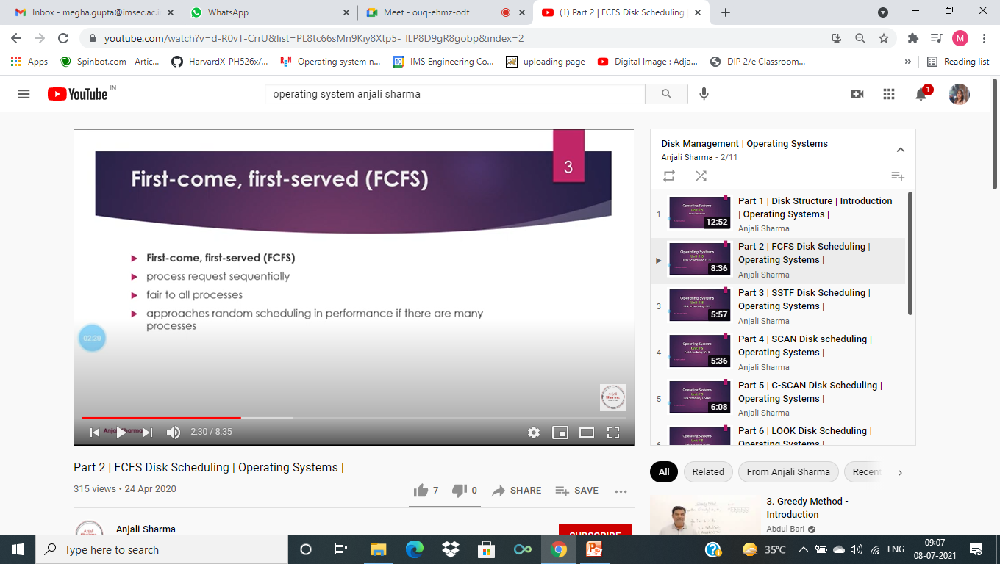 Inbox - megha.gupta@imsec.ac.i
WhatsApp
Meet - ouq-ehmz-odt
(1) Part 2 | FCFS Disk Scheduling
youtube.com/watch?v=d-R0vT-CrrU&list=PL8tc66sMn9Kiy8Xtp5-_lLP8D9gR8gobp&index=2
M
Apps
Spinbot.com - Artic...
HarvardX-PH526x/...
Operating system n...
IMS Engineering Co...
uploading page
Digital Image : Adja...
DIP 2/e Classroom...
»
Reading list
YouTube IN
operating system anjali sharma
1
3
First-come, first-served (FCFS)
First-come, first-served (FCFS)
process request sequentially
fair to all processes
approaches random scheduling in performance if there are many
processes
02:30
Anjali Sharma
2:30 / 8:35
Part 2 | FCFS Disk Scheduling | Operating Systems |
315 views • 24 Apr 2020
7
0
SHARE
SAVE
Anjali Sharma
SUBSCRIBE
Disk Management | Operating Systems
Anjali Sharma - 2/11
1
12:52
Part 1 | Disk Structure | Introduction
| Operating Systems |
Anjali Sharma
8:36
Part 2 | FCFS Disk Scheduling |
Operating Systems |
Anjali Sharma
3
5:57
Part 3 | SSTF Disk Scheduling |
Operating Systems |
Anjali Sharma
4
5:36
Part 4 | SCAN Disk scheduling |
Operating Systems |
Anjali Sharma
5
6:08
Part 5 | C-SCAN Disk Scheduling |
Operating Systems |
Anjali Sharma
Part 6 | LOOK Disk Scheduling |
Operating Systems |
All
Related
From Anjali Sharma
Recent
3. Greedy Method -
Introduction
Abdul Bari
Type here to search
35°C
ENG
09:07
08-07-2021